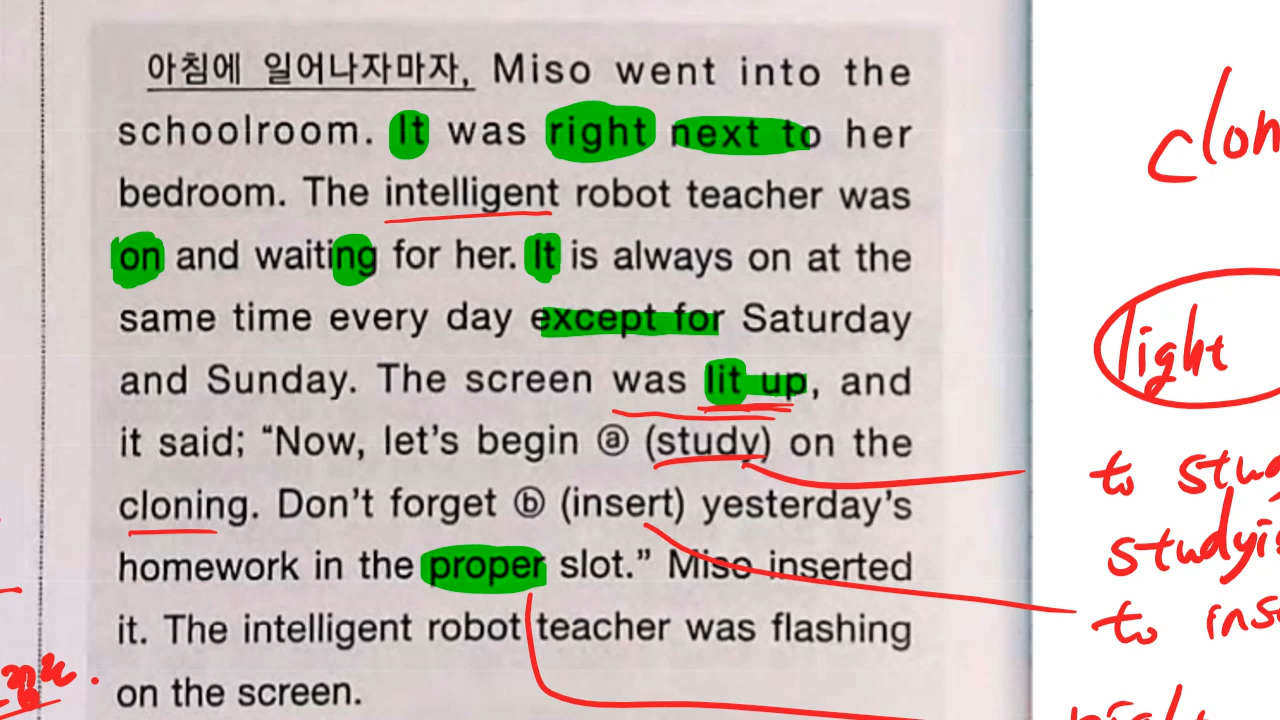 아침에 일어나자마자, Miso went into the
schoolroom. It was right next to her
bedroom. The intelligent robot teacher was
on and waiting for her. It is always on at the
same time every day except for Saturday
and Sunday. The screen was lit up, and
it said; “Now, let's begin ⓐ (study) on the
cloning. Don't forget ⓑ (insert) yesterday's
homework in the proper slot.” Miso inserted
it. The intelligent robot teacher was flashing
on the screen.
clon
light
to stud
studyi
to ins
right